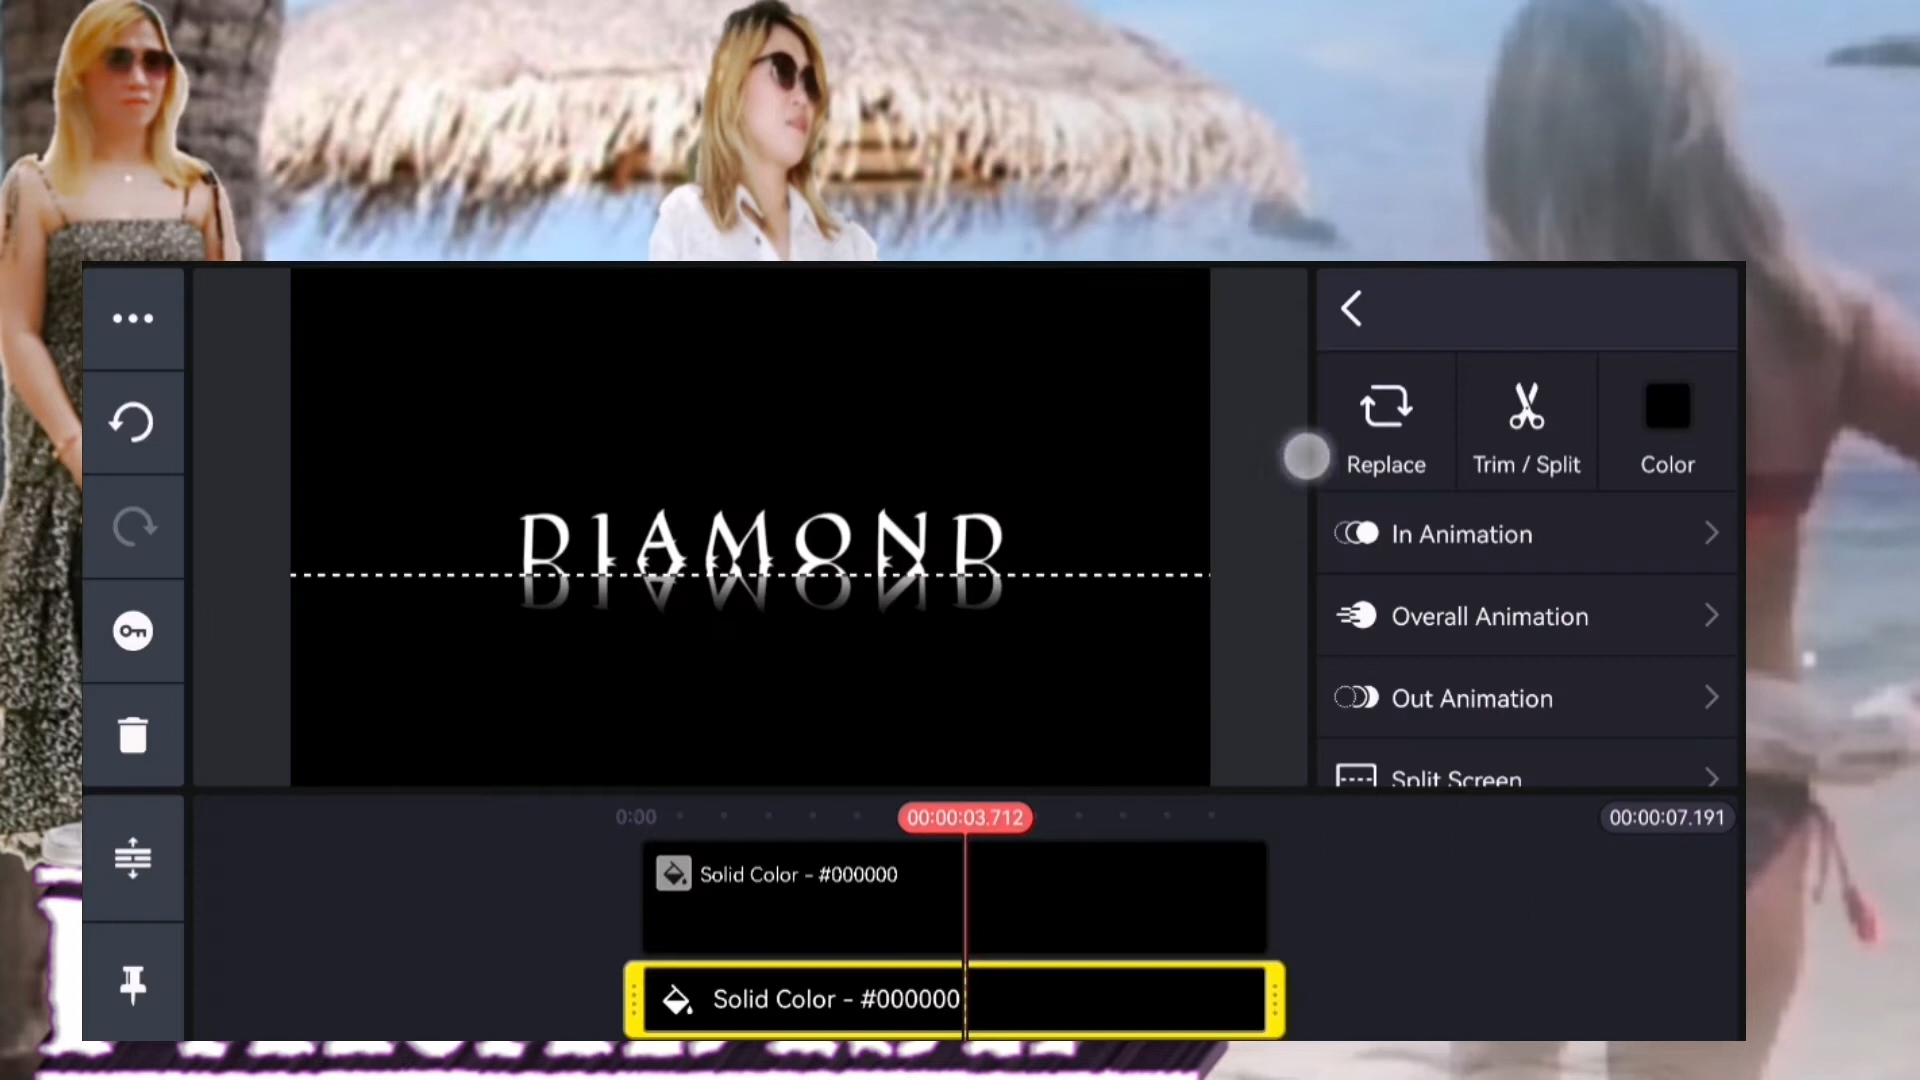 DIAMOND
Replace
Trim / Split
Color
In Animation
Overall Animation
Out Animation
Split Screen
0:00
00:00:03.712
00:00:07.191
Solid Color - #000000
Solid Color - #000000